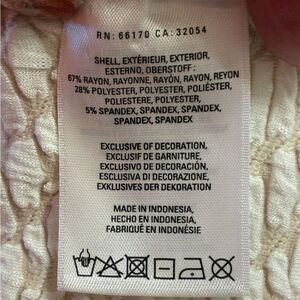 RN: 66170 CA: 32054
SHELL, EXTÉRIEUR, EXTERIOR,
ESTERNO, OBERSTOFF :
67% RAYON, RAYONNE, RAYÓN, RAYON, REYON
28% POLYESTER, POLYESTER, POLIÉSTER,
POLIESTERE, POLYESTER,
5% SPANDEX, SPANDEX, SPANDEX,
SPANDEX, SPANDEX
EXCLUSIVE OF DECORATION,
EXCLUSIF DE GARNITURE,
EXCLUSIVO DE DECORACIÓN,
ESCLUSIVA DI DECORAZIONE,
EXKLUSIVES DER DEKORATION
MADE IN INDONESIA,
HECHO EN INDONESIA,
FABRIQUÉ EN INDONÉSIE